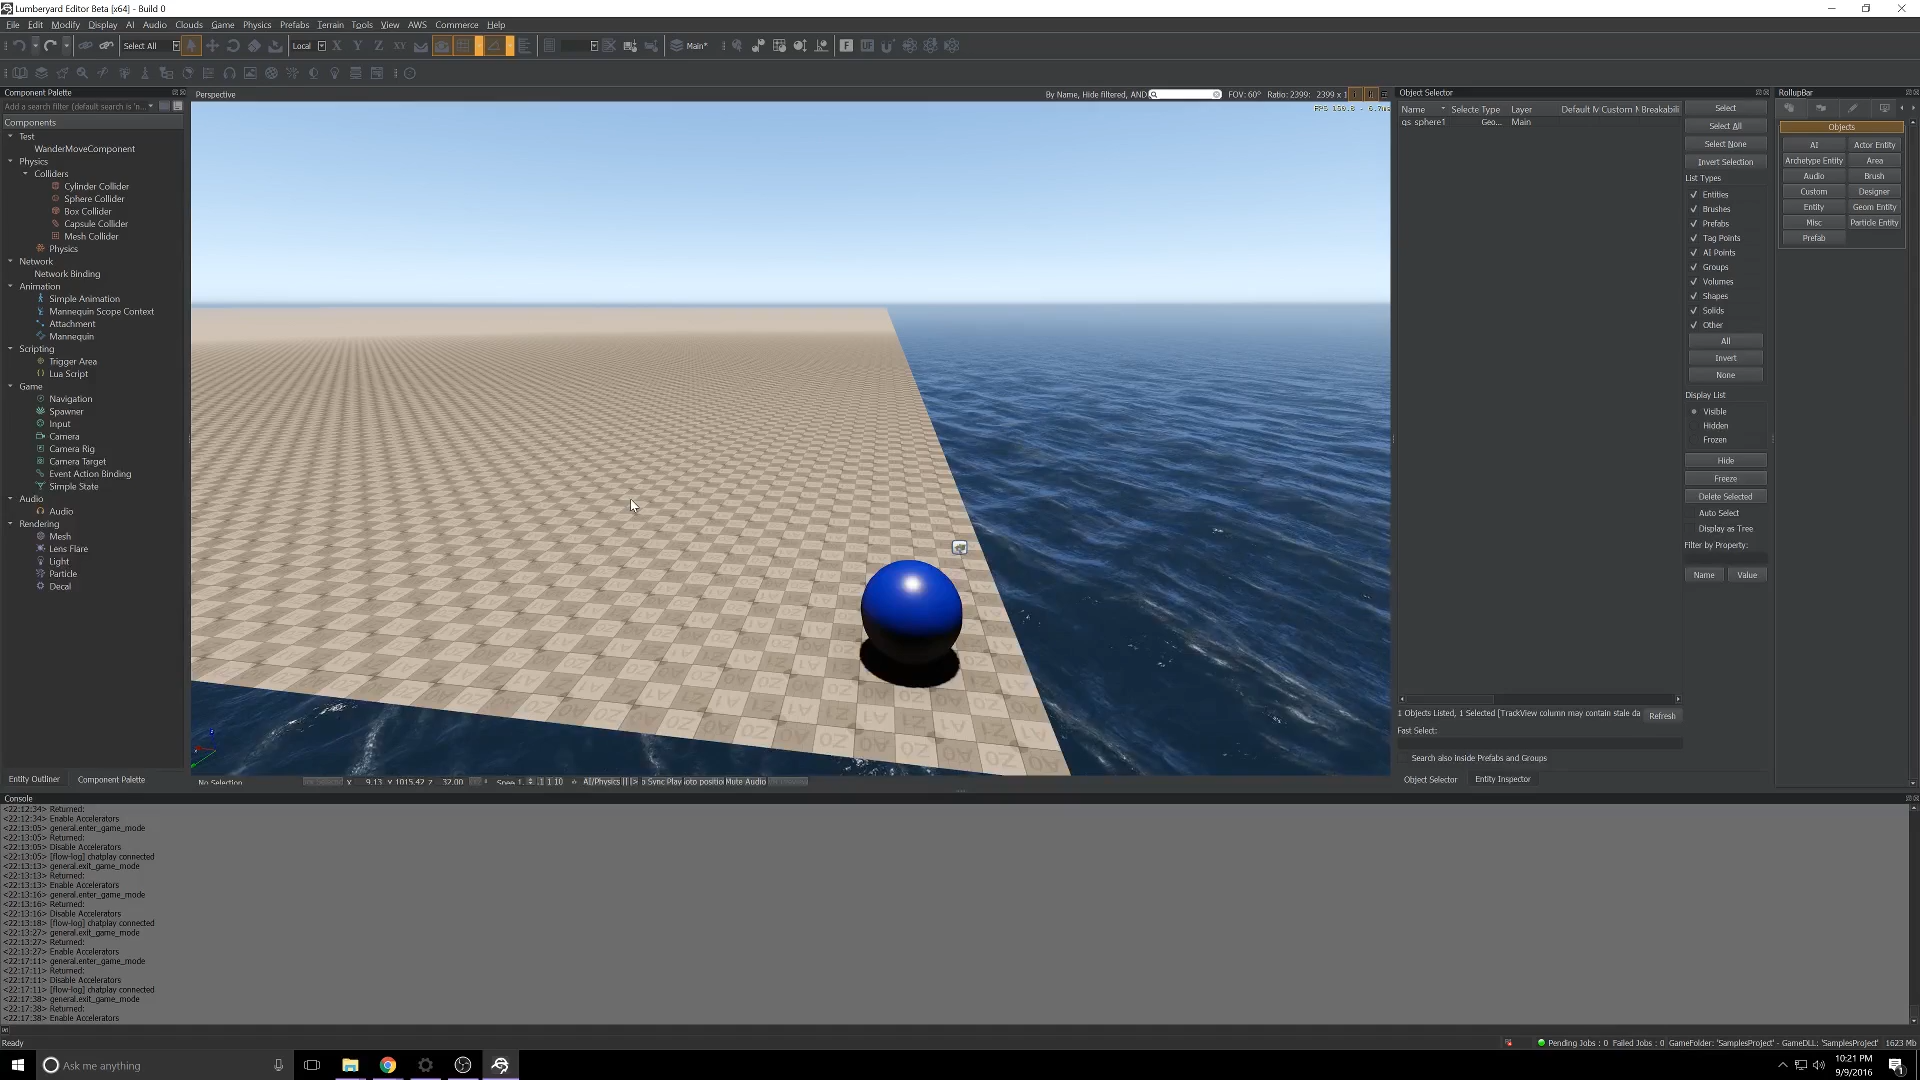 Lumberyard Editor Beta [x64] - Build 0
File Edit Modify Display AI Audio Clouds Game Physics Prefabs Terrain Tools View AWS Commerce Help
Select All Local X Y Z XY Main* F UF
Component Palette
Add a search filter (default search is 'n...
Components
Test
WanderMoveComponent
Physics
Colliders
Cylinder Collider
Sphere Collider
Box Collider
Capsule Collider
Mesh Collider
Physics
Network
Network Binding
Animation
Simple Animation
Mannequin Scope Context
Attachment
Mannequin
Scripting
Trigger Area
Lua Script
Game
Navigation
Spawner
Input
Camera
Camera Rig
Camera Target
Event Action Binding
Simple State
Audio
Audio
Rendering
Mesh
Lens Flare
Light
Particle
Decal
Entity Outliner Component Palette
Perspective By Name, Hide filtered, AND FOV: 60° Ratio: 2399: 2399 x 1
No Selection X 9.13 Y 1015.42 Z 32.00 1 10 AI/Physics Sync Play Mute Audio
Object Selector
Name Selecte Type Layer Default M Custom M Breakabili
qs_sphere1 Geo... Main
Select
Select All
Select None
Invert Selection
List Types
Entities
Brushes
Prefabs
Tag Points
AI Points
Groups
Volumes
Shapes
Solids
Other
All
Invert
None
Display List
Visible
Hidden
Frozen
Hide
Freeze
Delete Selected
Auto Select
Display as Tree
Filter by Property:
Name Value
1 Objects Listed, 1 Selected [TrackView column may contain stale da Refresh
Fast Select:
Search also inside Prefabs and Groups
Object Selector Entity Inspector
RollupBar
Objects
AI Actor Entity
Archetype Entity Area
Audio Brush
Custom Designer
Entity Geom Entity
Misc Particle Entity
Prefab
Console
<22:12:34> Returned:
<22:12:34> Enable Accelerators
<22:13:05> general.enter_game_mode
<22:13:05> Returned:
<22:13:05> Disable Accelerators
<22:13:05> [flow-log] chatplay connected
<22:13:13> general.exit_game_mode
<22:13:13> Returned:
<22:13:13> Enable Accelerators
<22:13:16> general.enter_game_mode
<22:13:16> Returned:
<22:13:16> Disable Accelerators
<22:13:18> [flow-log] chatplay connected
<22:13:27> general.exit_game_mode
<22:13:27> Returned:
<22:13:27> Enable Accelerators
<22:17:11> general.enter_game_mode
<22:17:11> Returned:
<22:17:11> Disable Accelerators
<22:17:11> [flow-log] chatplay connected
<22:17:38> general.exit_game_mode
<22:17:38> Returned:
<22:17:38> Enable Accelerators
Ready Pending Jobs : 0 Failed Jobs : 0 GameFolder: 'SamplesProject' - GameDLL: 'SamplesProject' 1623 Mb
Ask me anything
10:21 PM
9/9/2016